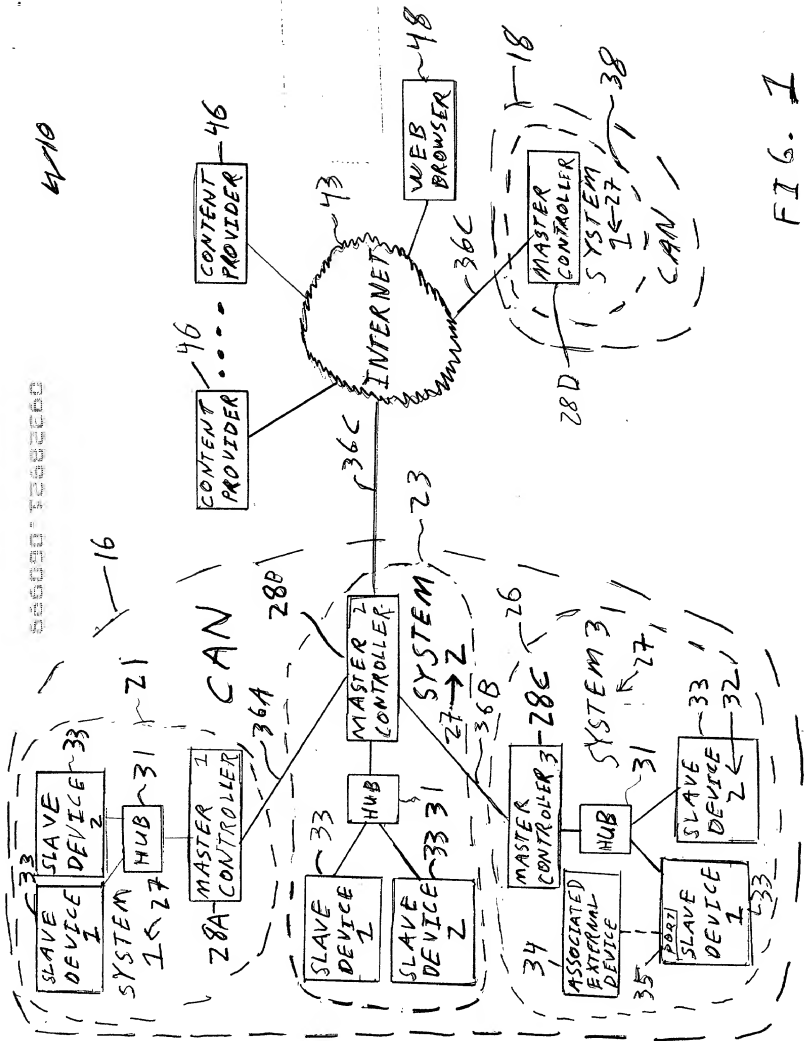 34
ASSOCIATED
EXTERNAL
DEVICE
35
PORT
SLAVE
DEVICE
1
33
MASTER
CONTROLLER 3
28C
26
HUB
31
SYSTEM 3
27
SLAVE
DEVICE
2
33
32
36B
SLAVE
DEVICE
1
33
SLAVE
DEVICE
2
33
HUB
31
MASTER 2
CONTROLLER
28B
SYSTEM
27 → 2
23
36A
SLAVE
DEVICE
1
33
SLAVE
DEVICE
2
33
SYSTEM
1 ← 27
HUB
31
28A
MASTER 1
CONTROLLER
21
CAN
16
36C
CONTENT
PROVIDER
46
....
CONTENT
PROVIDER
46
INTERNET
43
36C
WEB
BROWSER
48
28D
MASTER
CONTROLLER
SYSTEM
1 ← 27
CAN
18
38
FIG. 1